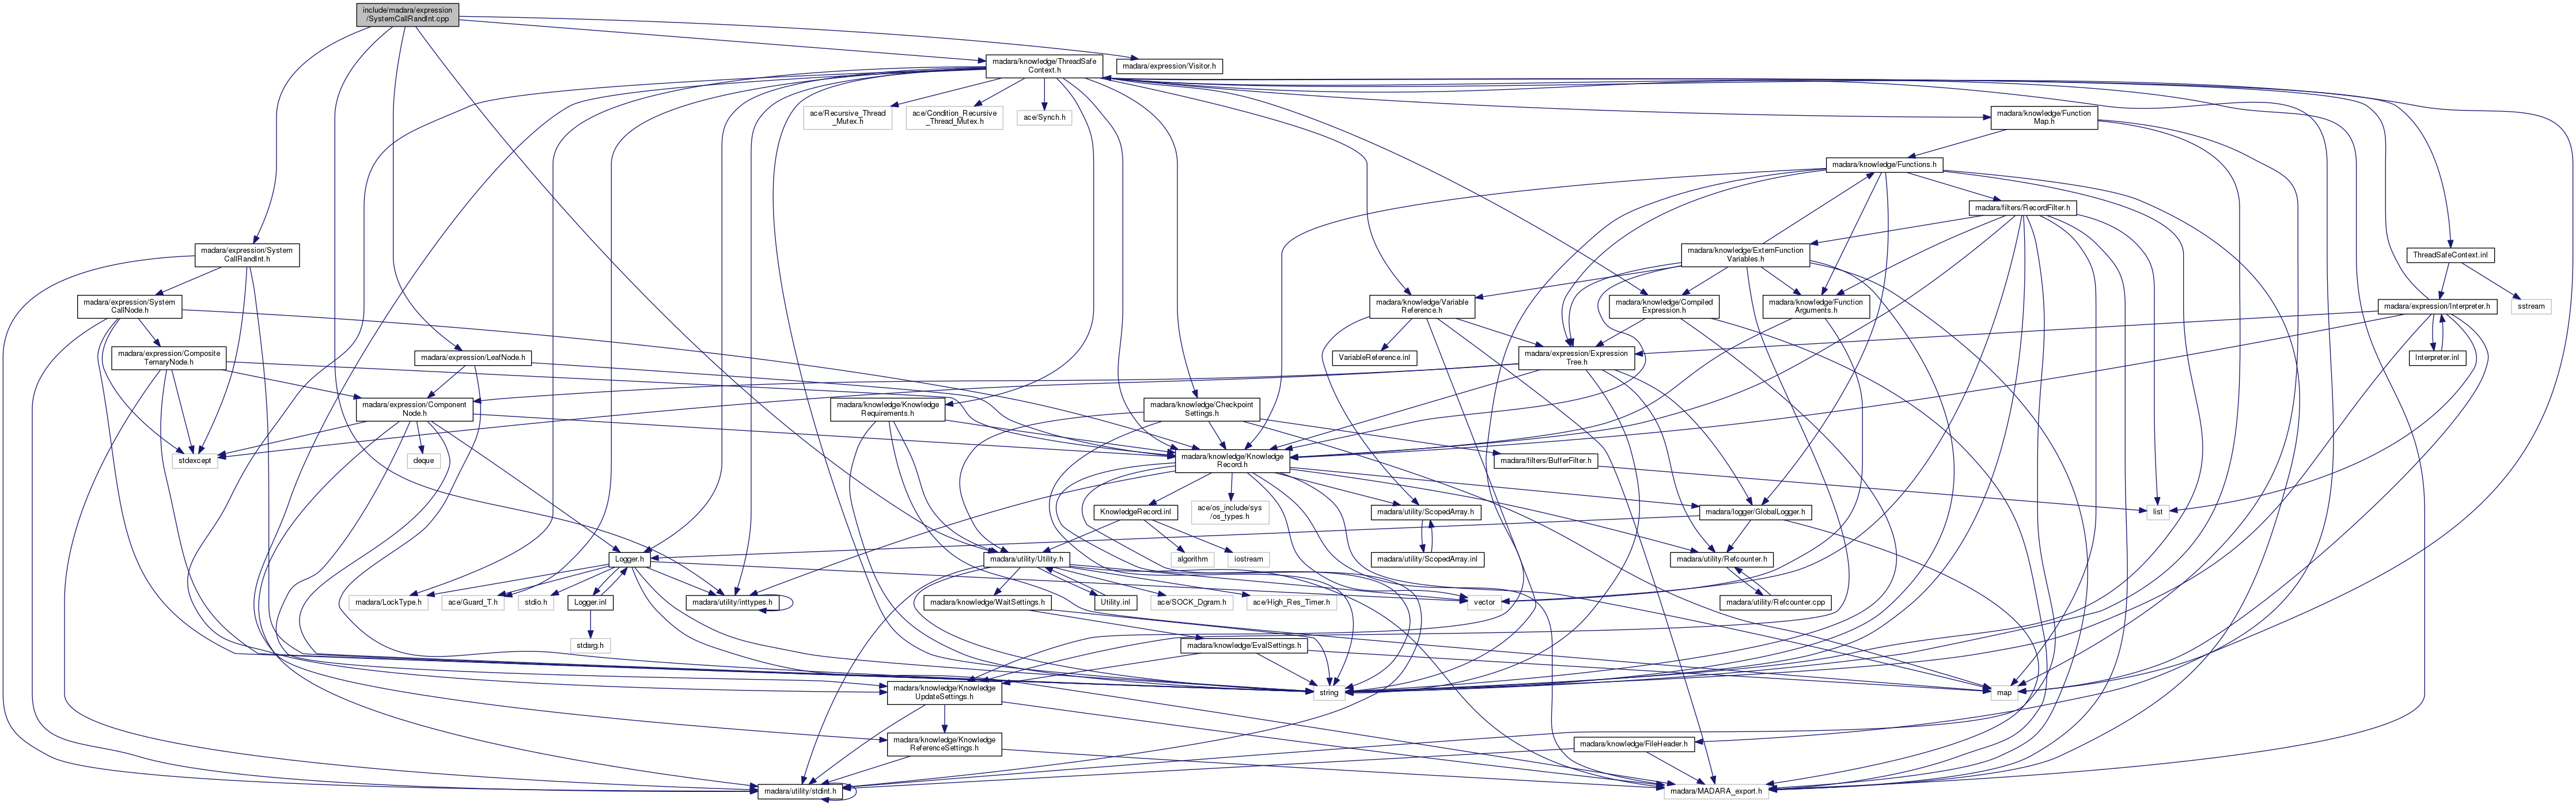 include/madara/expression
/SystemCallRandInt.cpp
madara/knowledge/ThreadSafe
Context.h
madara/expression/Visitor.h
ace/Recursive_Thread
_Mutex.h
ace/Condition_Recursive
_Thread_Mutex.h
ace/Synch.h
madara/knowledge/Function
Map.h
madara/knowledge/Functions.h
madara/filters/RecordFilter.h
madara/expression/System
CallRandInt.h
madara/knowledge/ExternFunction
Variables.h
ThreadSafeContext.inl
madara/expression/System
CallNode.h
madara/knowledge/Variable
Reference.h
madara/knowledge/Compiled
Expression.h
madara/knowledge/Function
Arguments.h
madara/expression/Interpreter.h
sstream
madara/expression/Composite
TernaryNode.h
madara/expression/LeafNode.h
VariableReference.inl
madara/expression/Expression
Tree.h
Interpreter.inl
madara/expression/Component
Node.h
madara/knowledge/Knowledge
Requirements.h
madara/knowledge/Checkpoint
Settings.h
stdexcept
deque
madara/knowledge/Knowledge
Record.h
madara/filters/BufferFilter.h
KnowledgeRecord.inl
ace/os_include/sys
/os_types.h
madara/utility/ScopedArray.h
madara/logger/GlobalLogger.h
list
Logger.h
madara/utility/Utility.h
algorithm
iostream
madara/utility/ScopedArray.inl
madara/utility/Refcounter.h
madara/LockType.h
ace/Guard_T.h
stdio.h
Logger.inl
madara/utility/inttypes.h
madara/knowledge/WaitSettings.h
Utility.inl
ace/SOCK_Dgram.h
ace/High_Res_Timer.h
vector
madara/utility/Refcounter.cpp
stdarg.h
madara/knowledge/EvalSettings.h
madara/knowledge/Knowledge
UpdateSettings.h
string
map
madara/knowledge/Knowledge
ReferenceSettings.h
madara/knowledge/FileHeader.h
madara/utility/stdint.h
madara/MADARA_export.h